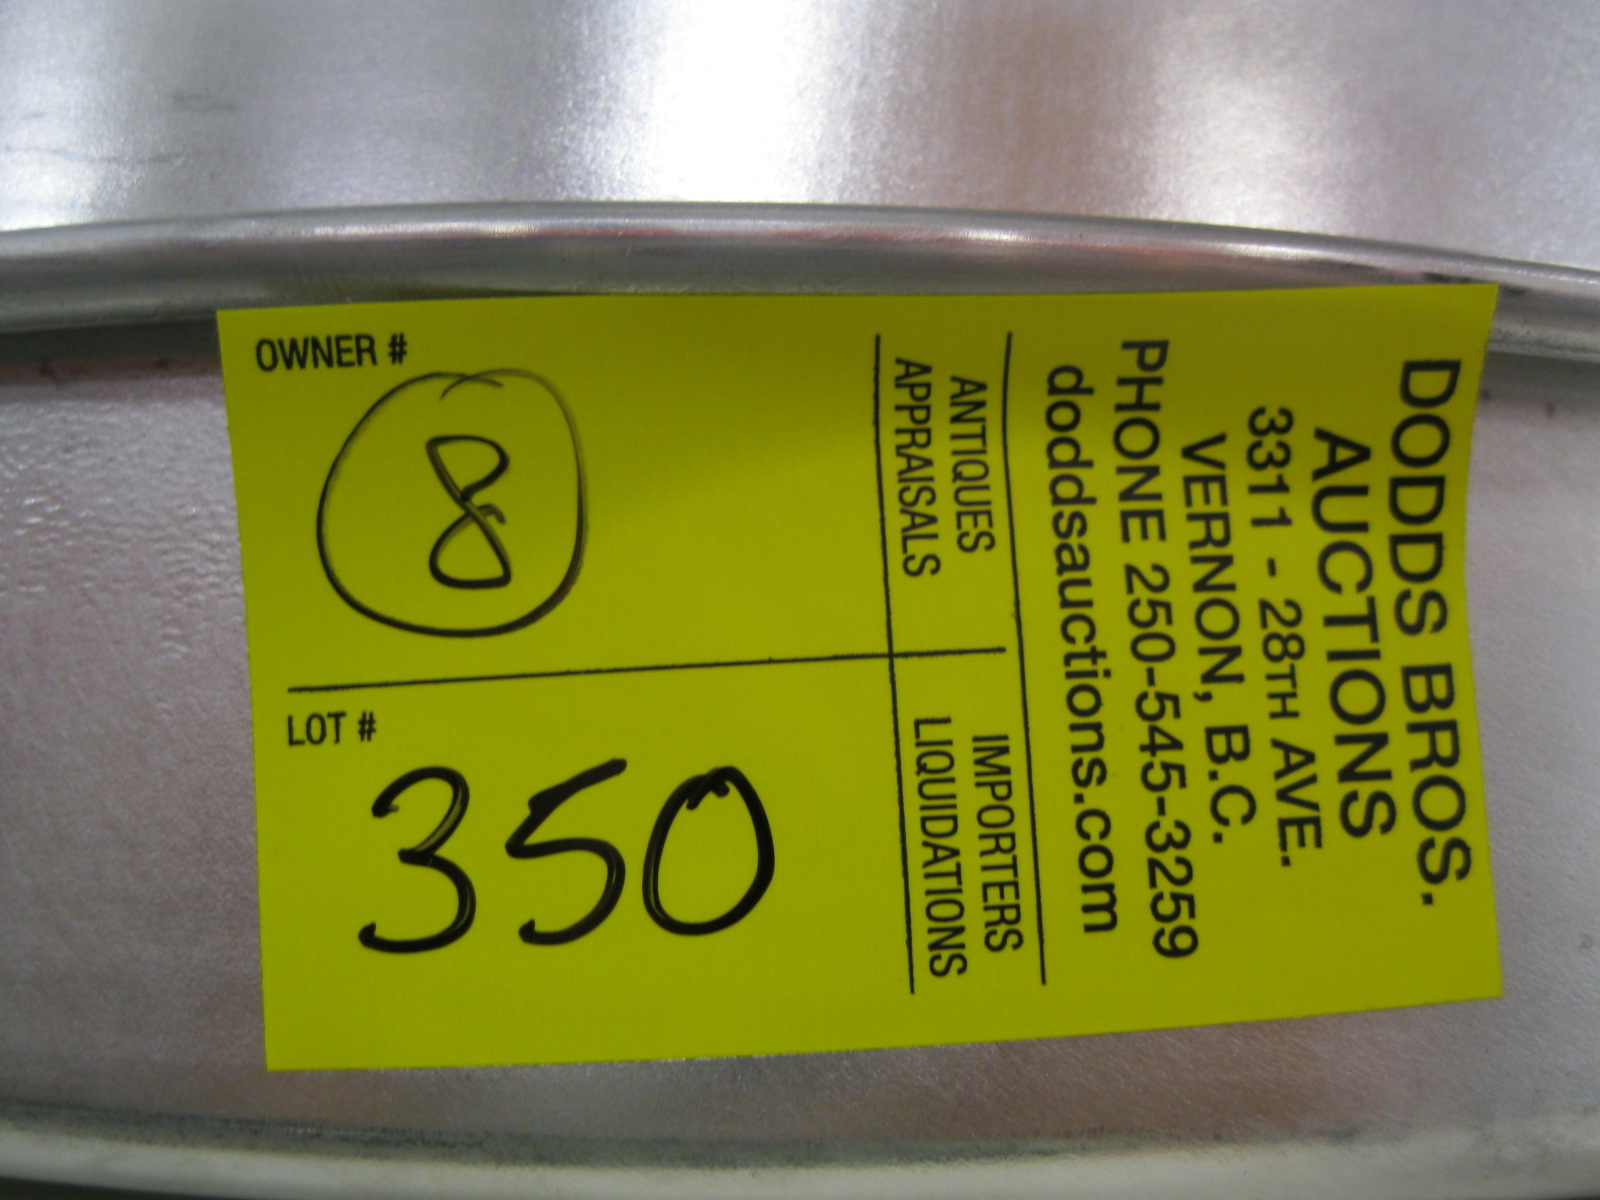 DODDS BROS.
AUCTIONS
3311 - 28TH AVE.
VERNON, B.C.
PHONE 250-545-3259
doddsauctions.com
ANTIQUES
APPRAISALS
IMPORTERS
LIQUIDATIONS
OWNER #
8
LOT #
350